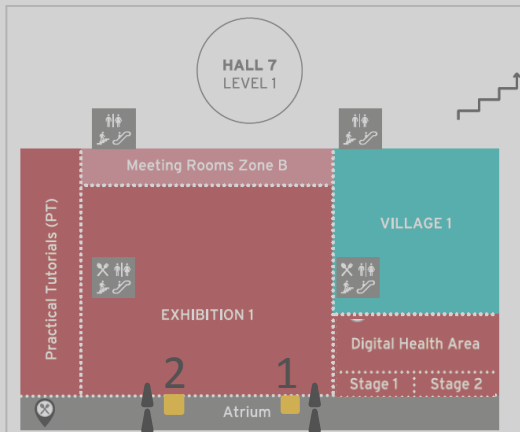 HALL 7
LEVEL 1
Meeting Rooms Zone B
Practical Tutorials (PT)
VILLAGE 1
EXHIBITION 1
Digital Health Area
Stage 1
Stage 2
2
1
Atrium